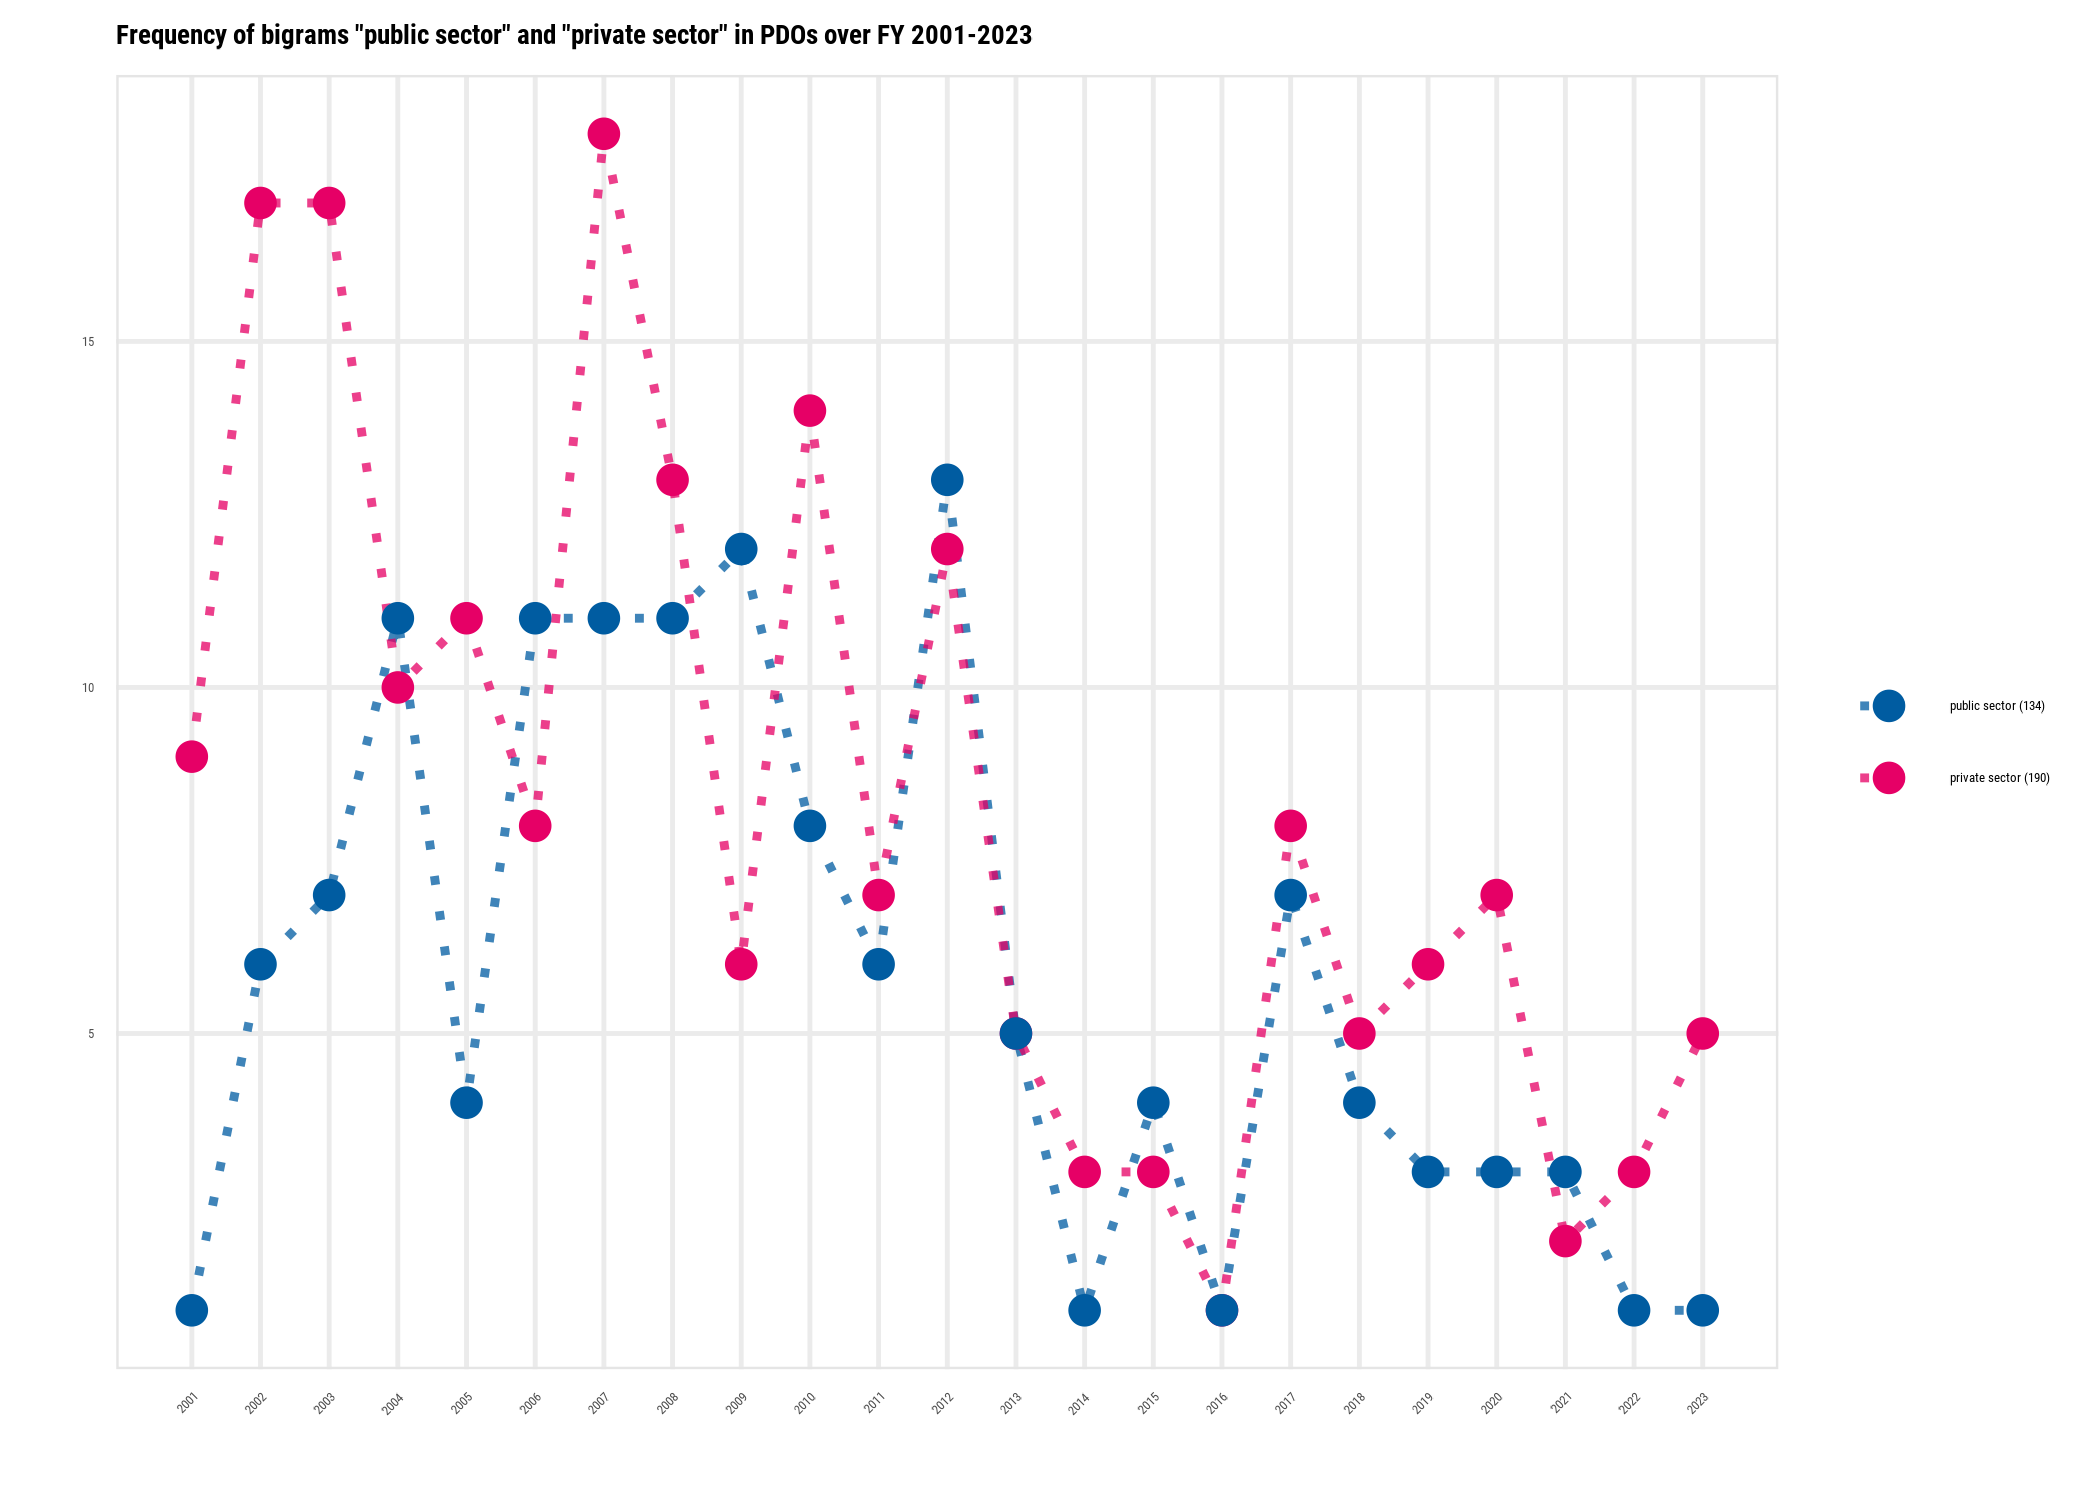 Frequency of bigrams "public sector" and "private sector" in PDOs over FY 2001-2023
15
10
5
public sector (134)
private sector (190)
2001 2002 2003 2004 2005 2006 2007 2008 2009 2010 2011 2012 2013 2014 2015 2016 2017 2018 2019 2020 2021 2022 2023